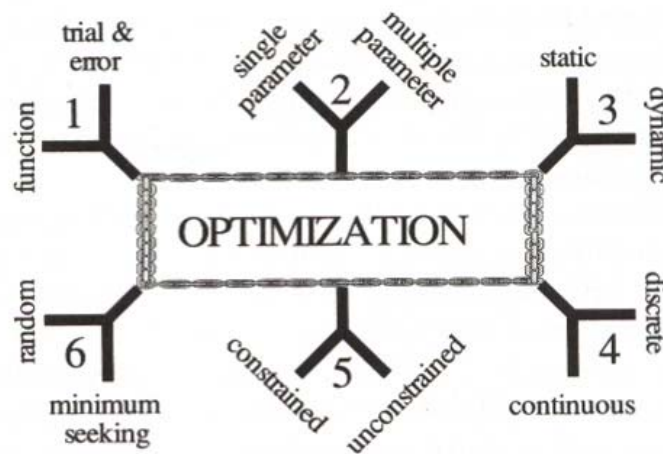 trial &
error
function
1
single
parameter
multiple
parameter
2
static
dynamic
3
OPTIMIZATION
random
6
minimum
seeking
constrained
unconstrained
5
discrete
4
continuous